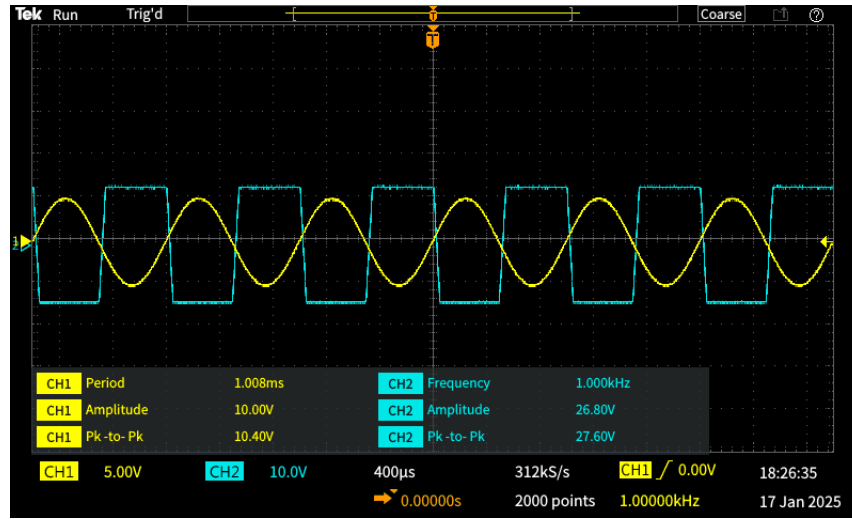 Tek Run Trig'd Coarse
T
T
1
2
CH1 Period 1.008ms CH2 Frequency 1.000kHz
CH1 Amplitude 10.00V CH2 Amplitude 26.80V
CH1 Pk-to-Pk 10.40V CH2 Pk-to-Pk 27.60V
CH1 5.00V CH2 10.0V 400µs 312kS/s CH1 0.00V 18:26:35
0.00000s 2000 points 1.00000kHz 17 Jan 2025